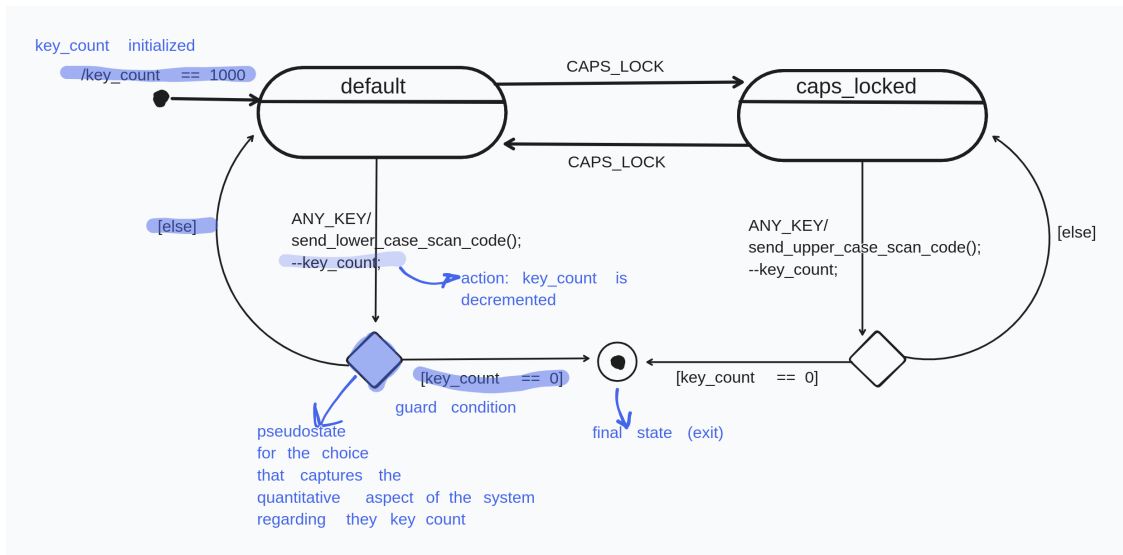 key_count initialized
/key_count == 1000
default
CAPS_LOCK
caps_locked
CAPS_LOCK
[else]
ANY_KEY/
send_lower_case_scan_code();
--key_count;
action: key_count is
decremented
ANY_KEY/
send_upper_case_scan_code();
--key_count;
[else]
[key_count == 0]
guard condition
[key_count == 0]
pseudostate
for the choice
that captures the
quantitative aspect of the system
regarding they key count
final state (exit)